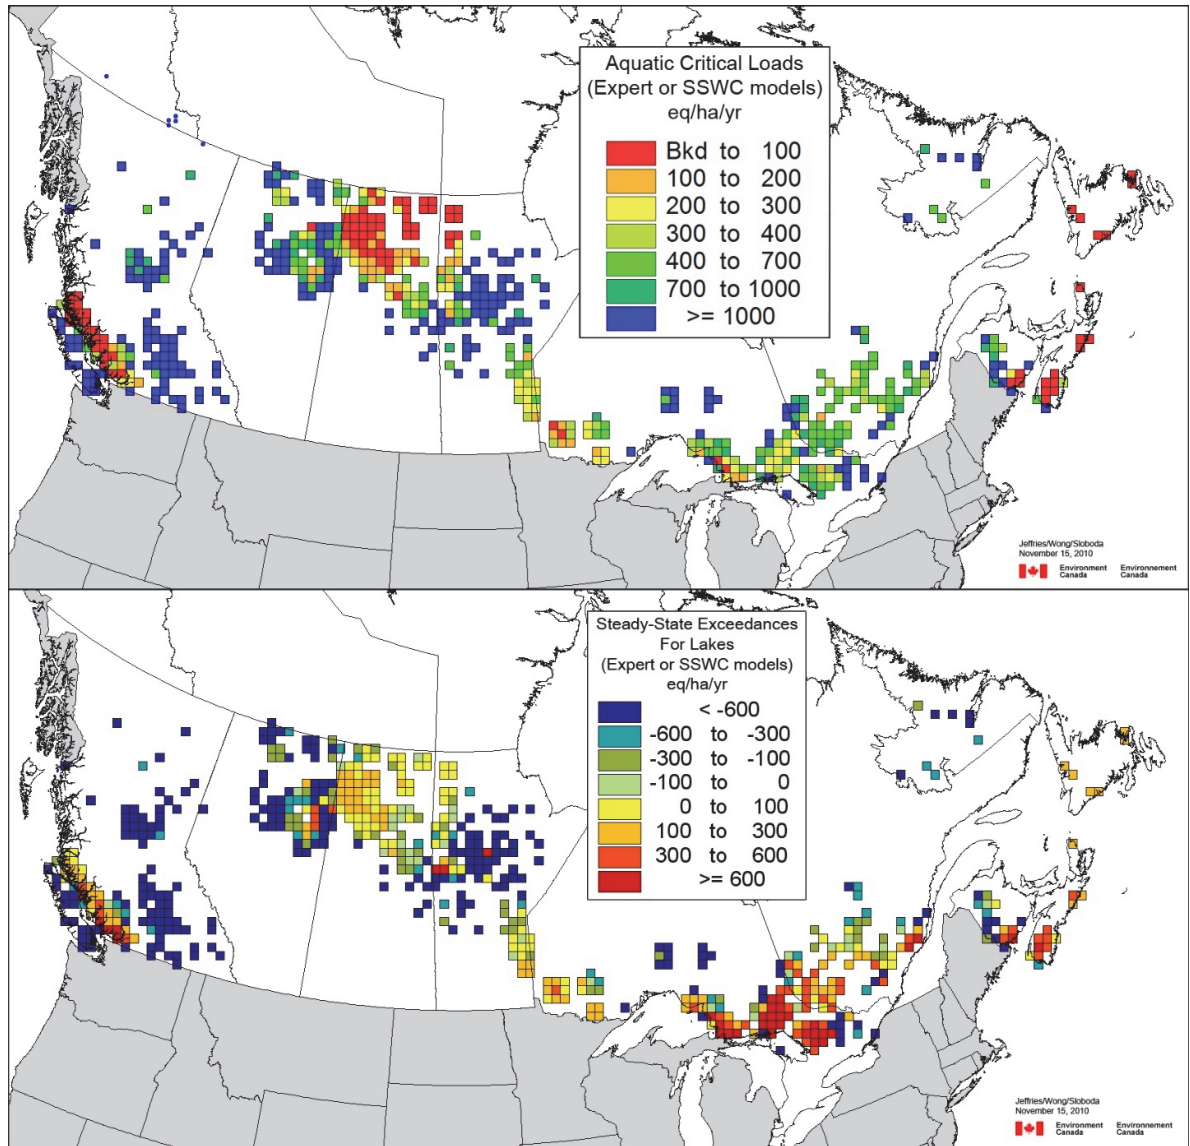 Aquatic Critical Loads
(Expert or SSWC models)
eq/ha/yr
Bkd to 100
100 to 200
200 to 300
300 to 400
400 to 700
700 to 1000
>= 1000
Jeffries/Wong/Sloboda
November 15, 2010
Environment Canada
Environnement Canada
Steady-State Exceedances
For Lakes
(Expert or SSWC models)
eq/ha/yr
< -600
-600 to -300
-300 to -100
-100 to 0
0 to 100
100 to 300
300 to 600
>= 600
Jeffries/Wong/Sloboda
November 15, 2010
Environment Canada
Environnement Canada